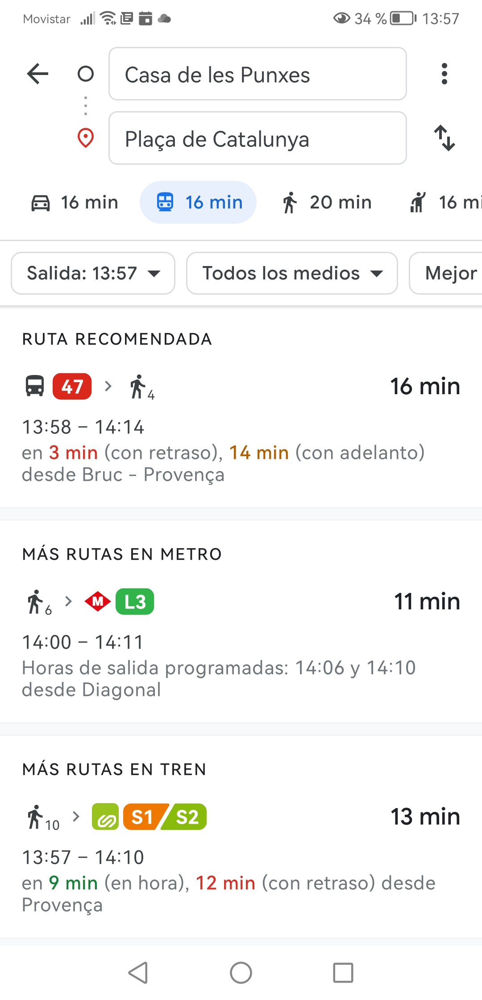 Movistar 34 % 13:57
Casa de les Punxes
Plaça de Catalunya
16 min 16 min 20 min 16 mi
Salida: 13:57 Todos los medios Mejor
RUTA RECOMENDADA
47 4 16 min
13:58 – 14:14
en 3 min (con retraso), 14 min (con adelanto)
desde Bruc - Provença
MÁS RUTAS EN METRO
6 M L3 11 min
14:00 – 14:11
Horas de salida programadas: 14:06 y 14:10
desde Diagonal
MÁS RUTAS EN TREN
10 S1 S2 13 min
13:57 – 14:10
en 9 min (en hora), 12 min (con retraso) desde
Provença